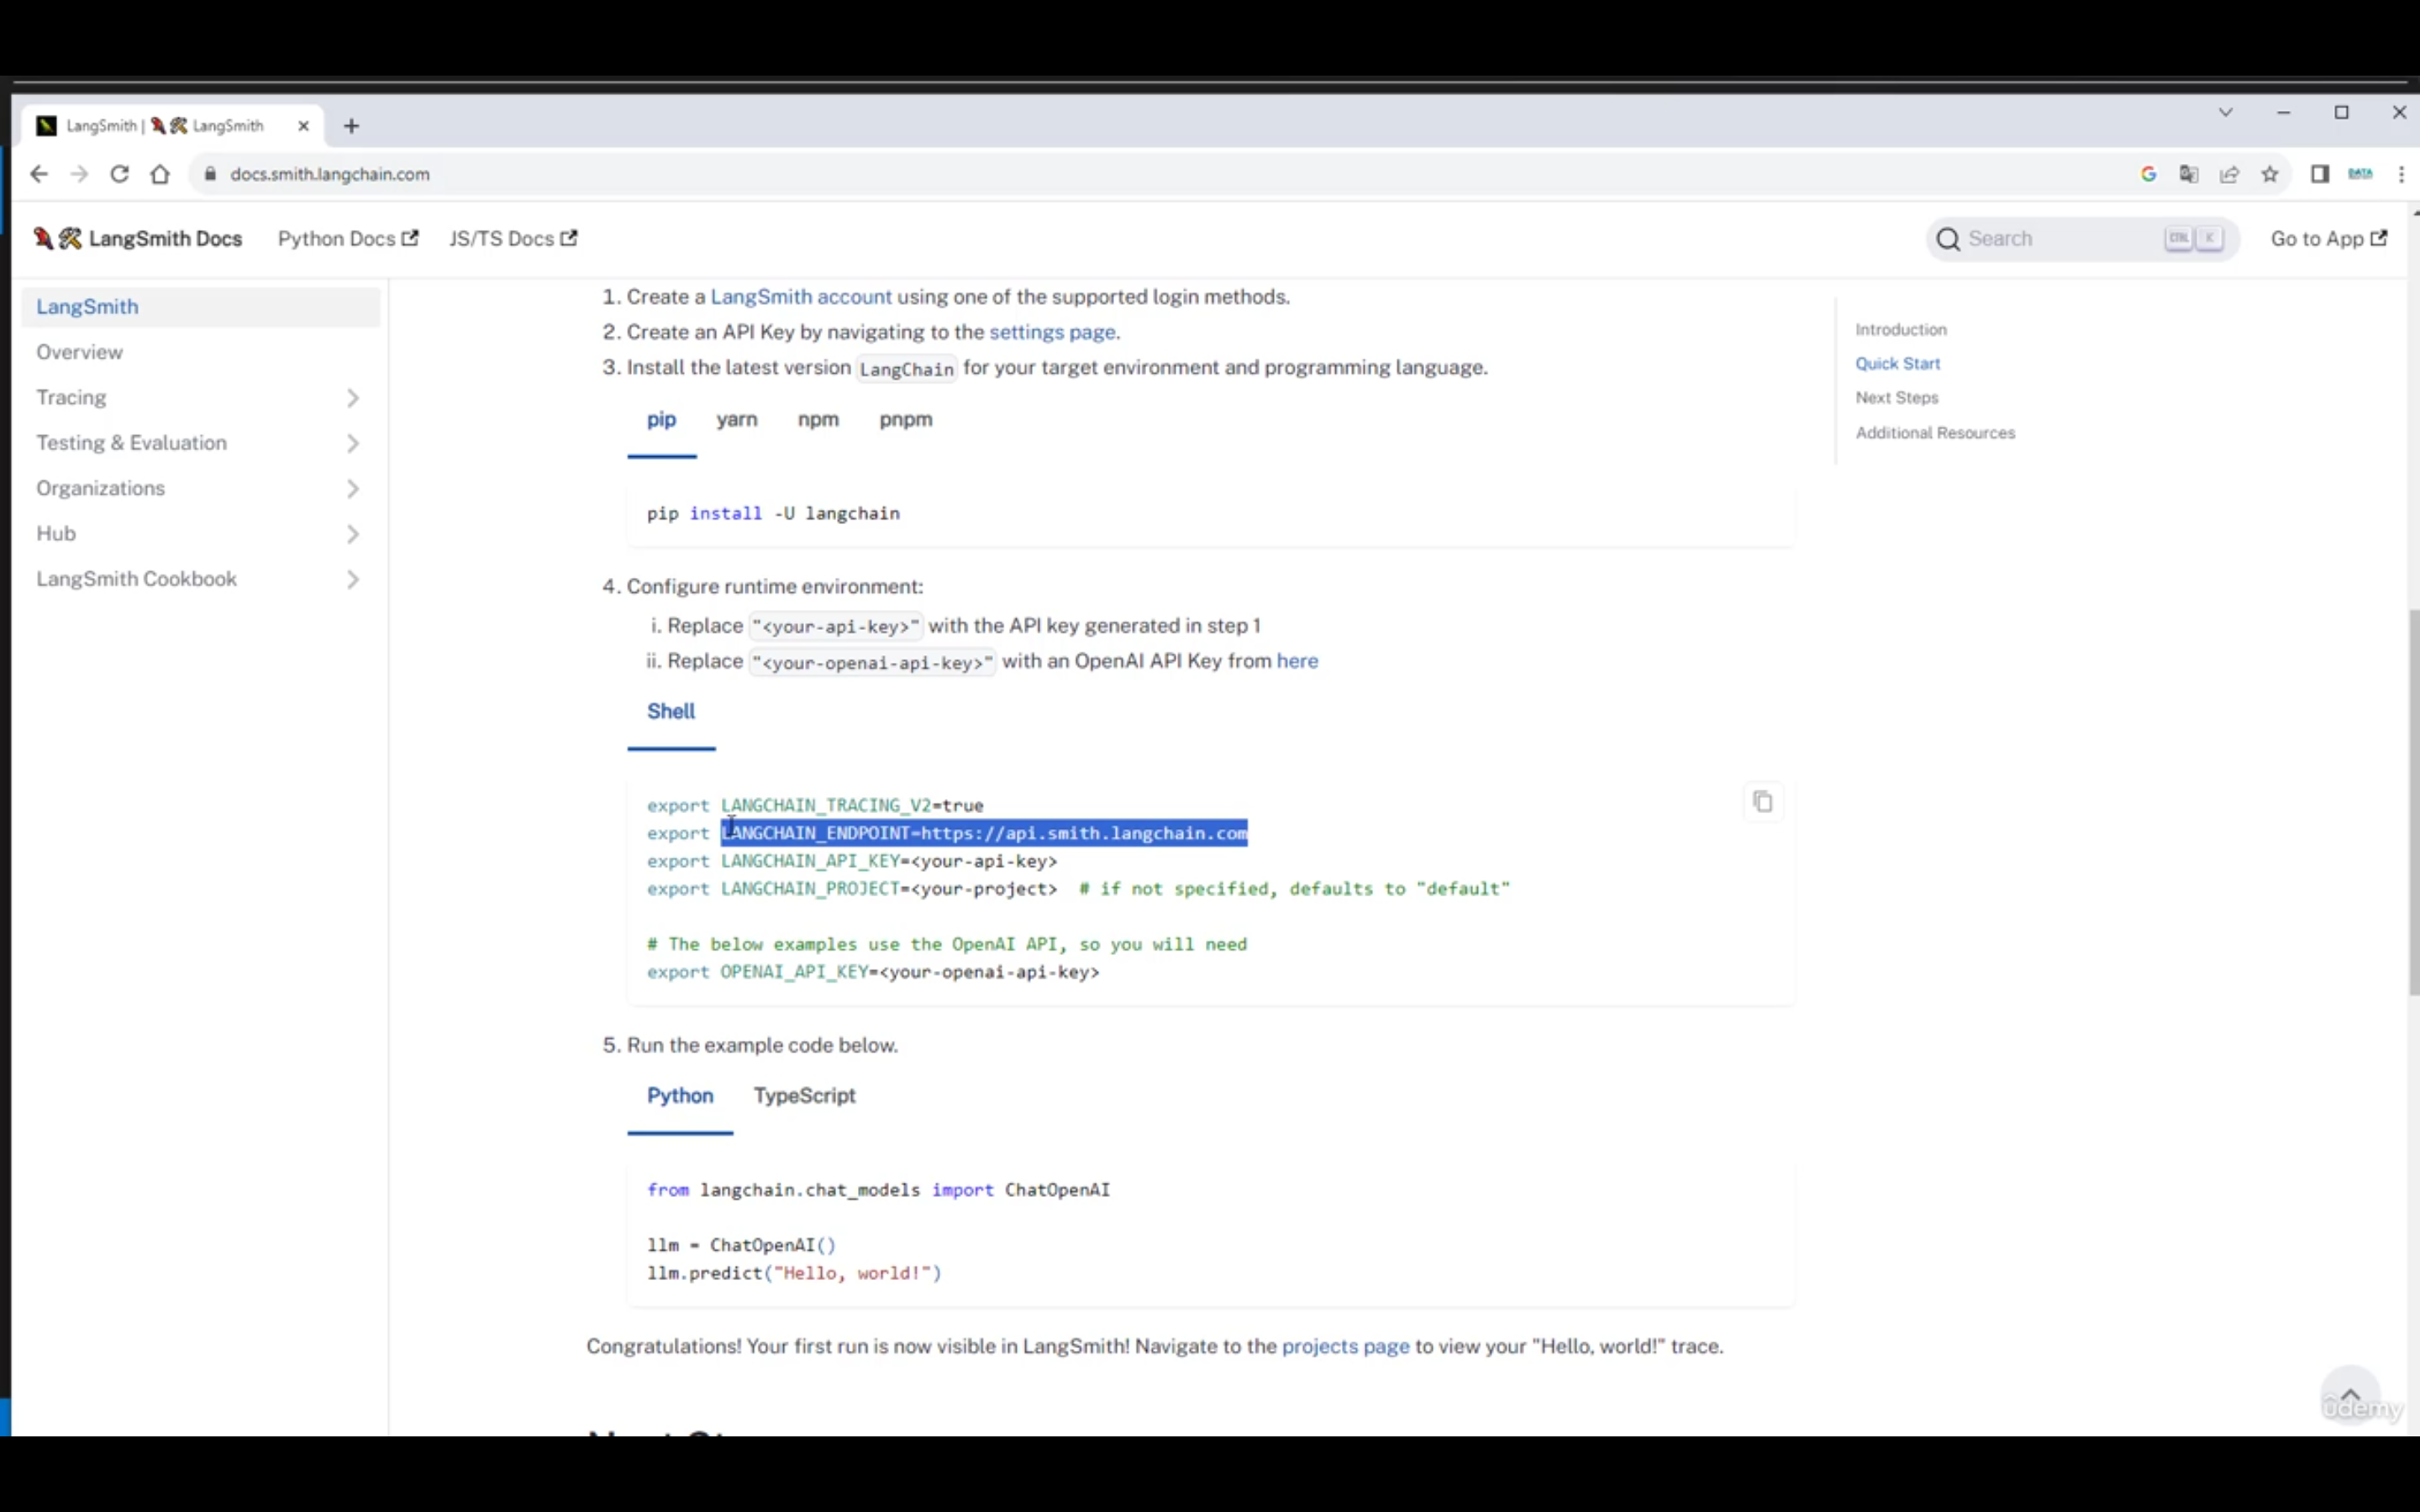 LangSmith | LangSmith
docs.smith.langchain.com
DATA
LangSmith Docs
Python Docs
JS/TS Docs
Search
CTRL K
Go to App
LangSmith
Overview
Tracing
Testing & Evaluation
Organizations
Hub
LangSmith Cookbook
1. Create a LangSmith account using one of the supported login methods.
2. Create an API Key by navigating to the settings page.
3. Install the latest version LangChain for your target environment and programming language.
pip yarn npm pnpm
pip install -U langchain
4. Configure runtime environment:
i. Replace "<your-api-key>" with the API key generated in step 1
ii. Replace "<your-openai-api-key>" with an OpenAI API Key from here
Shell
export LANGCHAIN_TRACING_V2=true
export LANGCHAIN_ENDPOINT=https://api.smith.langchain.com
export LANGCHAIN_API_KEY=<your-api-key>
export LANGCHAIN_PROJECT=<your-project>  # if not specified, defaults to "default"
# The below examples use the OpenAI API, so you will need
export OPENAI_API_KEY=<your-openai-api-key>
5. Run the example code below.
Python TypeScript
from langchain.chat_models import ChatOpenAI
llm = ChatOpenAI()
llm.predict("Hello, world!")
Congratulations! Your first run is now visible in LangSmith! Navigate to the projects page to view your "Hello, world!" trace.
Introduction
Quick Start
Next Steps
Additional Resources
ûdemy